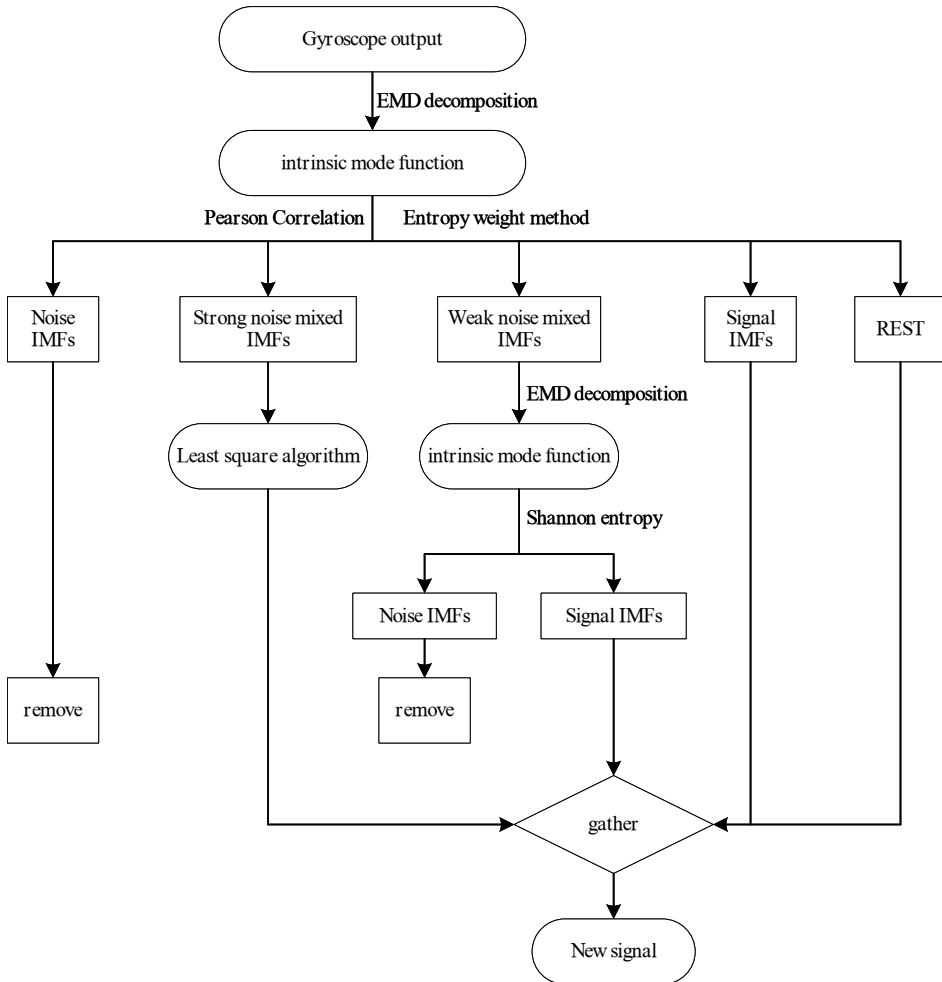 Gyroscope output
EMD decomposition
intrinsic mode function
Pearson Correlation
Entropy weight method
Noise
IMFs
Strong noise mixed
IMFs
Weak noise mixed
IMFs
Signal
IMFs
REST
EMD decomposition
Least square algorithm
intrinsic mode function
Shannon entropy
Noise IMFs
Signal IMFs
remove
remove
gather
New signal